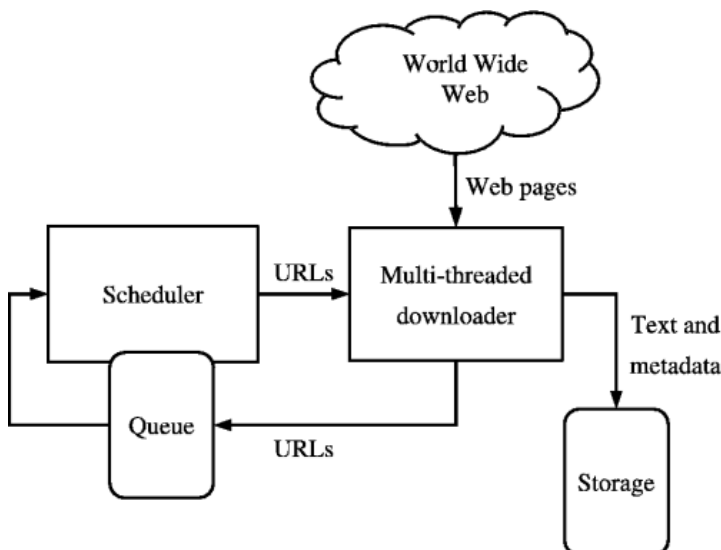 World Wide
Web
Web pages
Scheduler
URLs
Multi-threaded
downloader
Text and
metadata
Queue
URLs
Storage